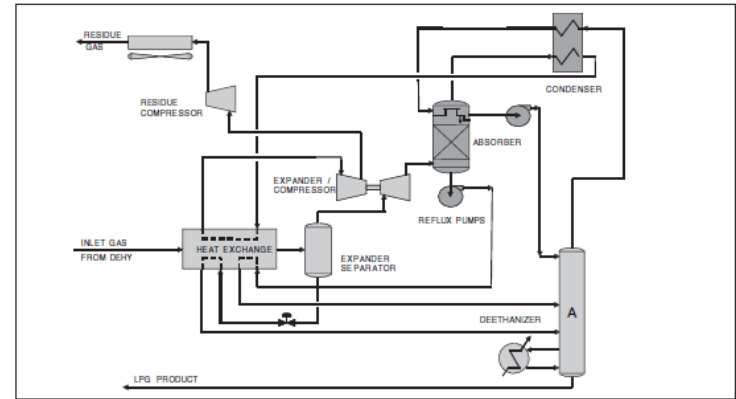 RESIDUE
GAS
CONDENSER
RESIDUE
COMPRESSOR
ABSORBER
EXPANDER /
COMPRESSOR
REFLUX PUMPS
INLET GAS
FROM DEHY
HEAT EXCHANGE
EXPANDER
SEPARATOR
A
DEETHANIZER
LPG PRODUCT